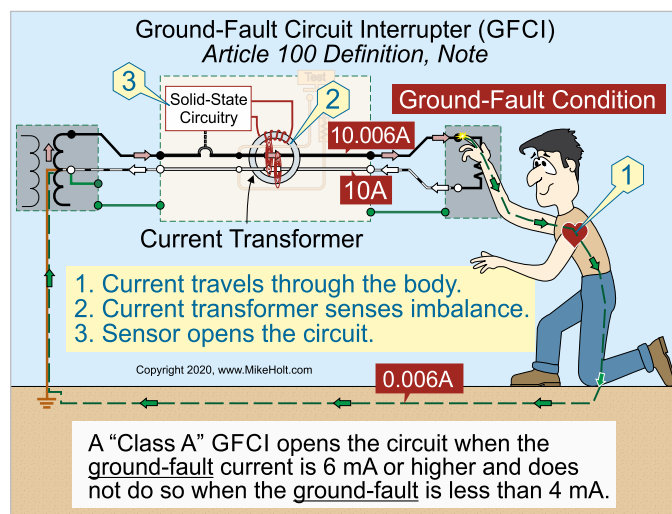 Ground-Fault Circuit Interrupter (GFCI)
Article 100 Definition, Note
3
Test
Solid-State
Circuitry
2
Ground-Fault Condition
10.006A
10A
1
Current Transformer
1. Current travels through the body.
2. Current transformer senses imbalance.
3. Sensor opens the circuit.
Copyright 2020, www.MikeHolt.com
0.006A
A “Class A” GFCI opens the circuit when the
ground-fault current is 6 mA or higher and does
not do so when the ground-fault is less than 4 mA.